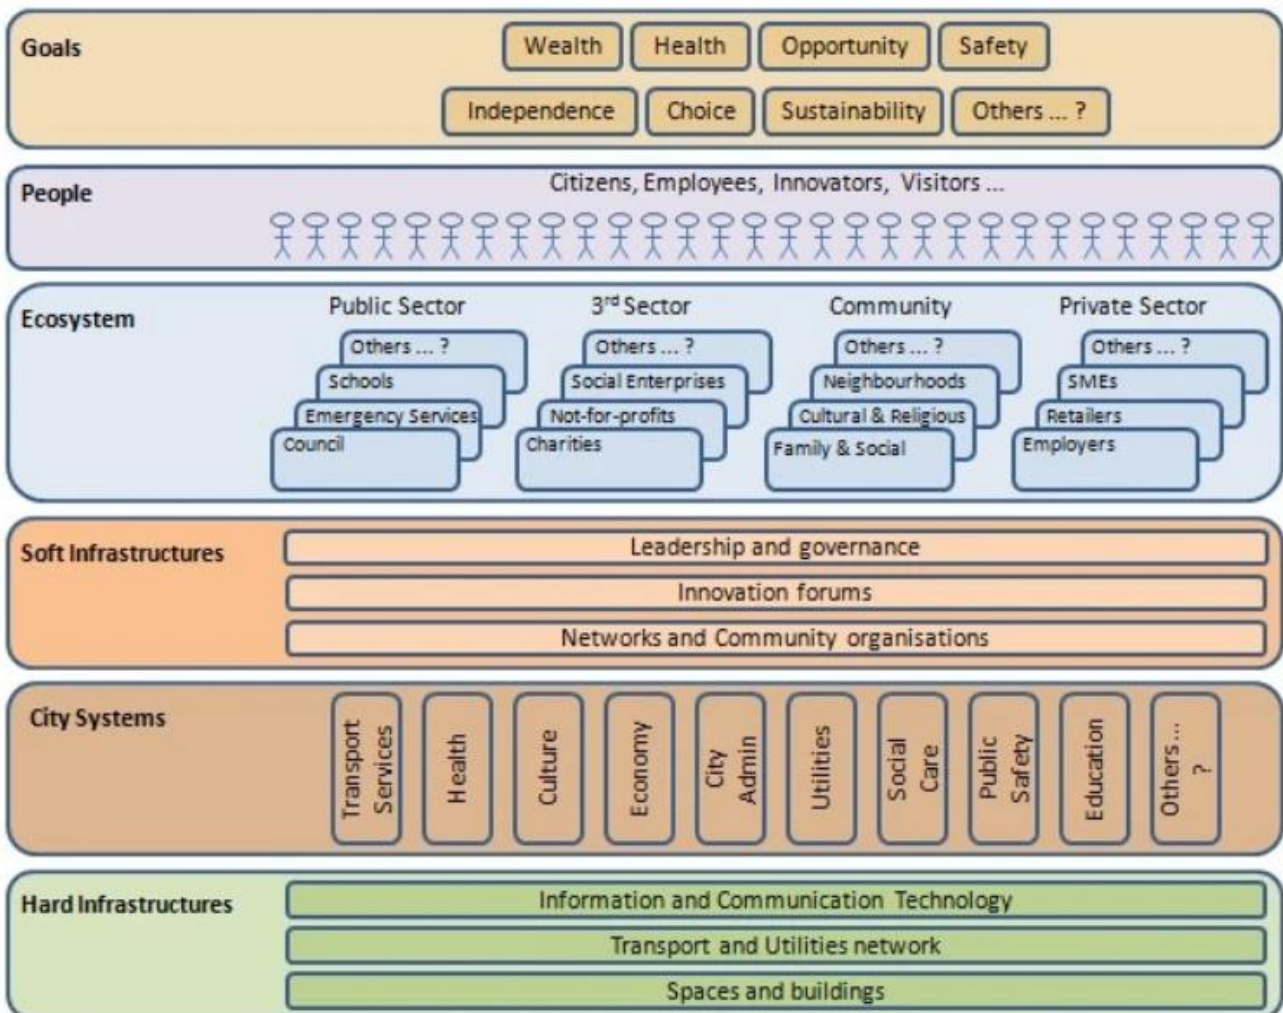 Goals
Wealth Health Opportunity Safety
Independence Choice Sustainability Others ... ?
People
Citizens, Employees, Innovators, Visitors ...
Ecosystem
Public Sector
Others ... ?
Schools
Emergency Services
Council
3rd Sector
Others ... ?
Social Enterprises
Not-for-profits
Charities
Community
Others ... ?
Neighbourhoods
Cultural & Religious
Family & Social
Private Sector
Others ... ?
SMEs
Retailers
Employers
Soft Infrastructures
Leadership and governance
Innovation forums
Networks and Community organisations
City Systems
Transport
Services
Health
Culture
Economy
City
Admin
Utilities
Social
Care
Public
Safety
Education
Others ...
?
Hard Infrastructures
Information and Communication Technology
Transport and Utilities network
Spaces and buildings